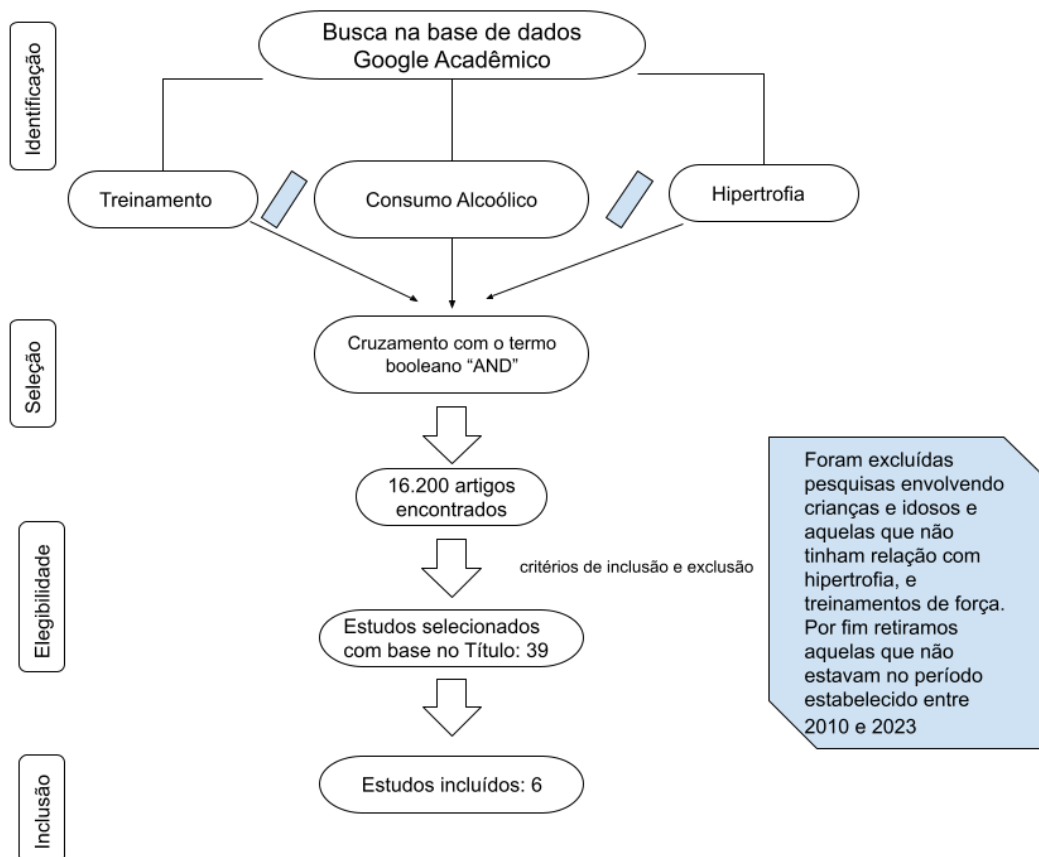 Identificação
Busca na base de dados
Google Acadêmico
Treinamento
Consumo Alcoólico
Hipertrofia
Seleção
Cruzamento com o termo
booleano “AND”
16.200 artigos
encontrados
Elegibilidade
critérios de inclusão e exclusão
Foram excluídas
pesquisas envolvendo
crianças e idosos e
aquelas que não
tinham relação com
hipertrofia, e
treinamentos de força.
Por fim retiramos
aquelas que não
estavam no período
estabelecido entre
2010 e 2023
Estudos selecionados
com base no Título: 39
Inclusão
Estudos incluídos: 6